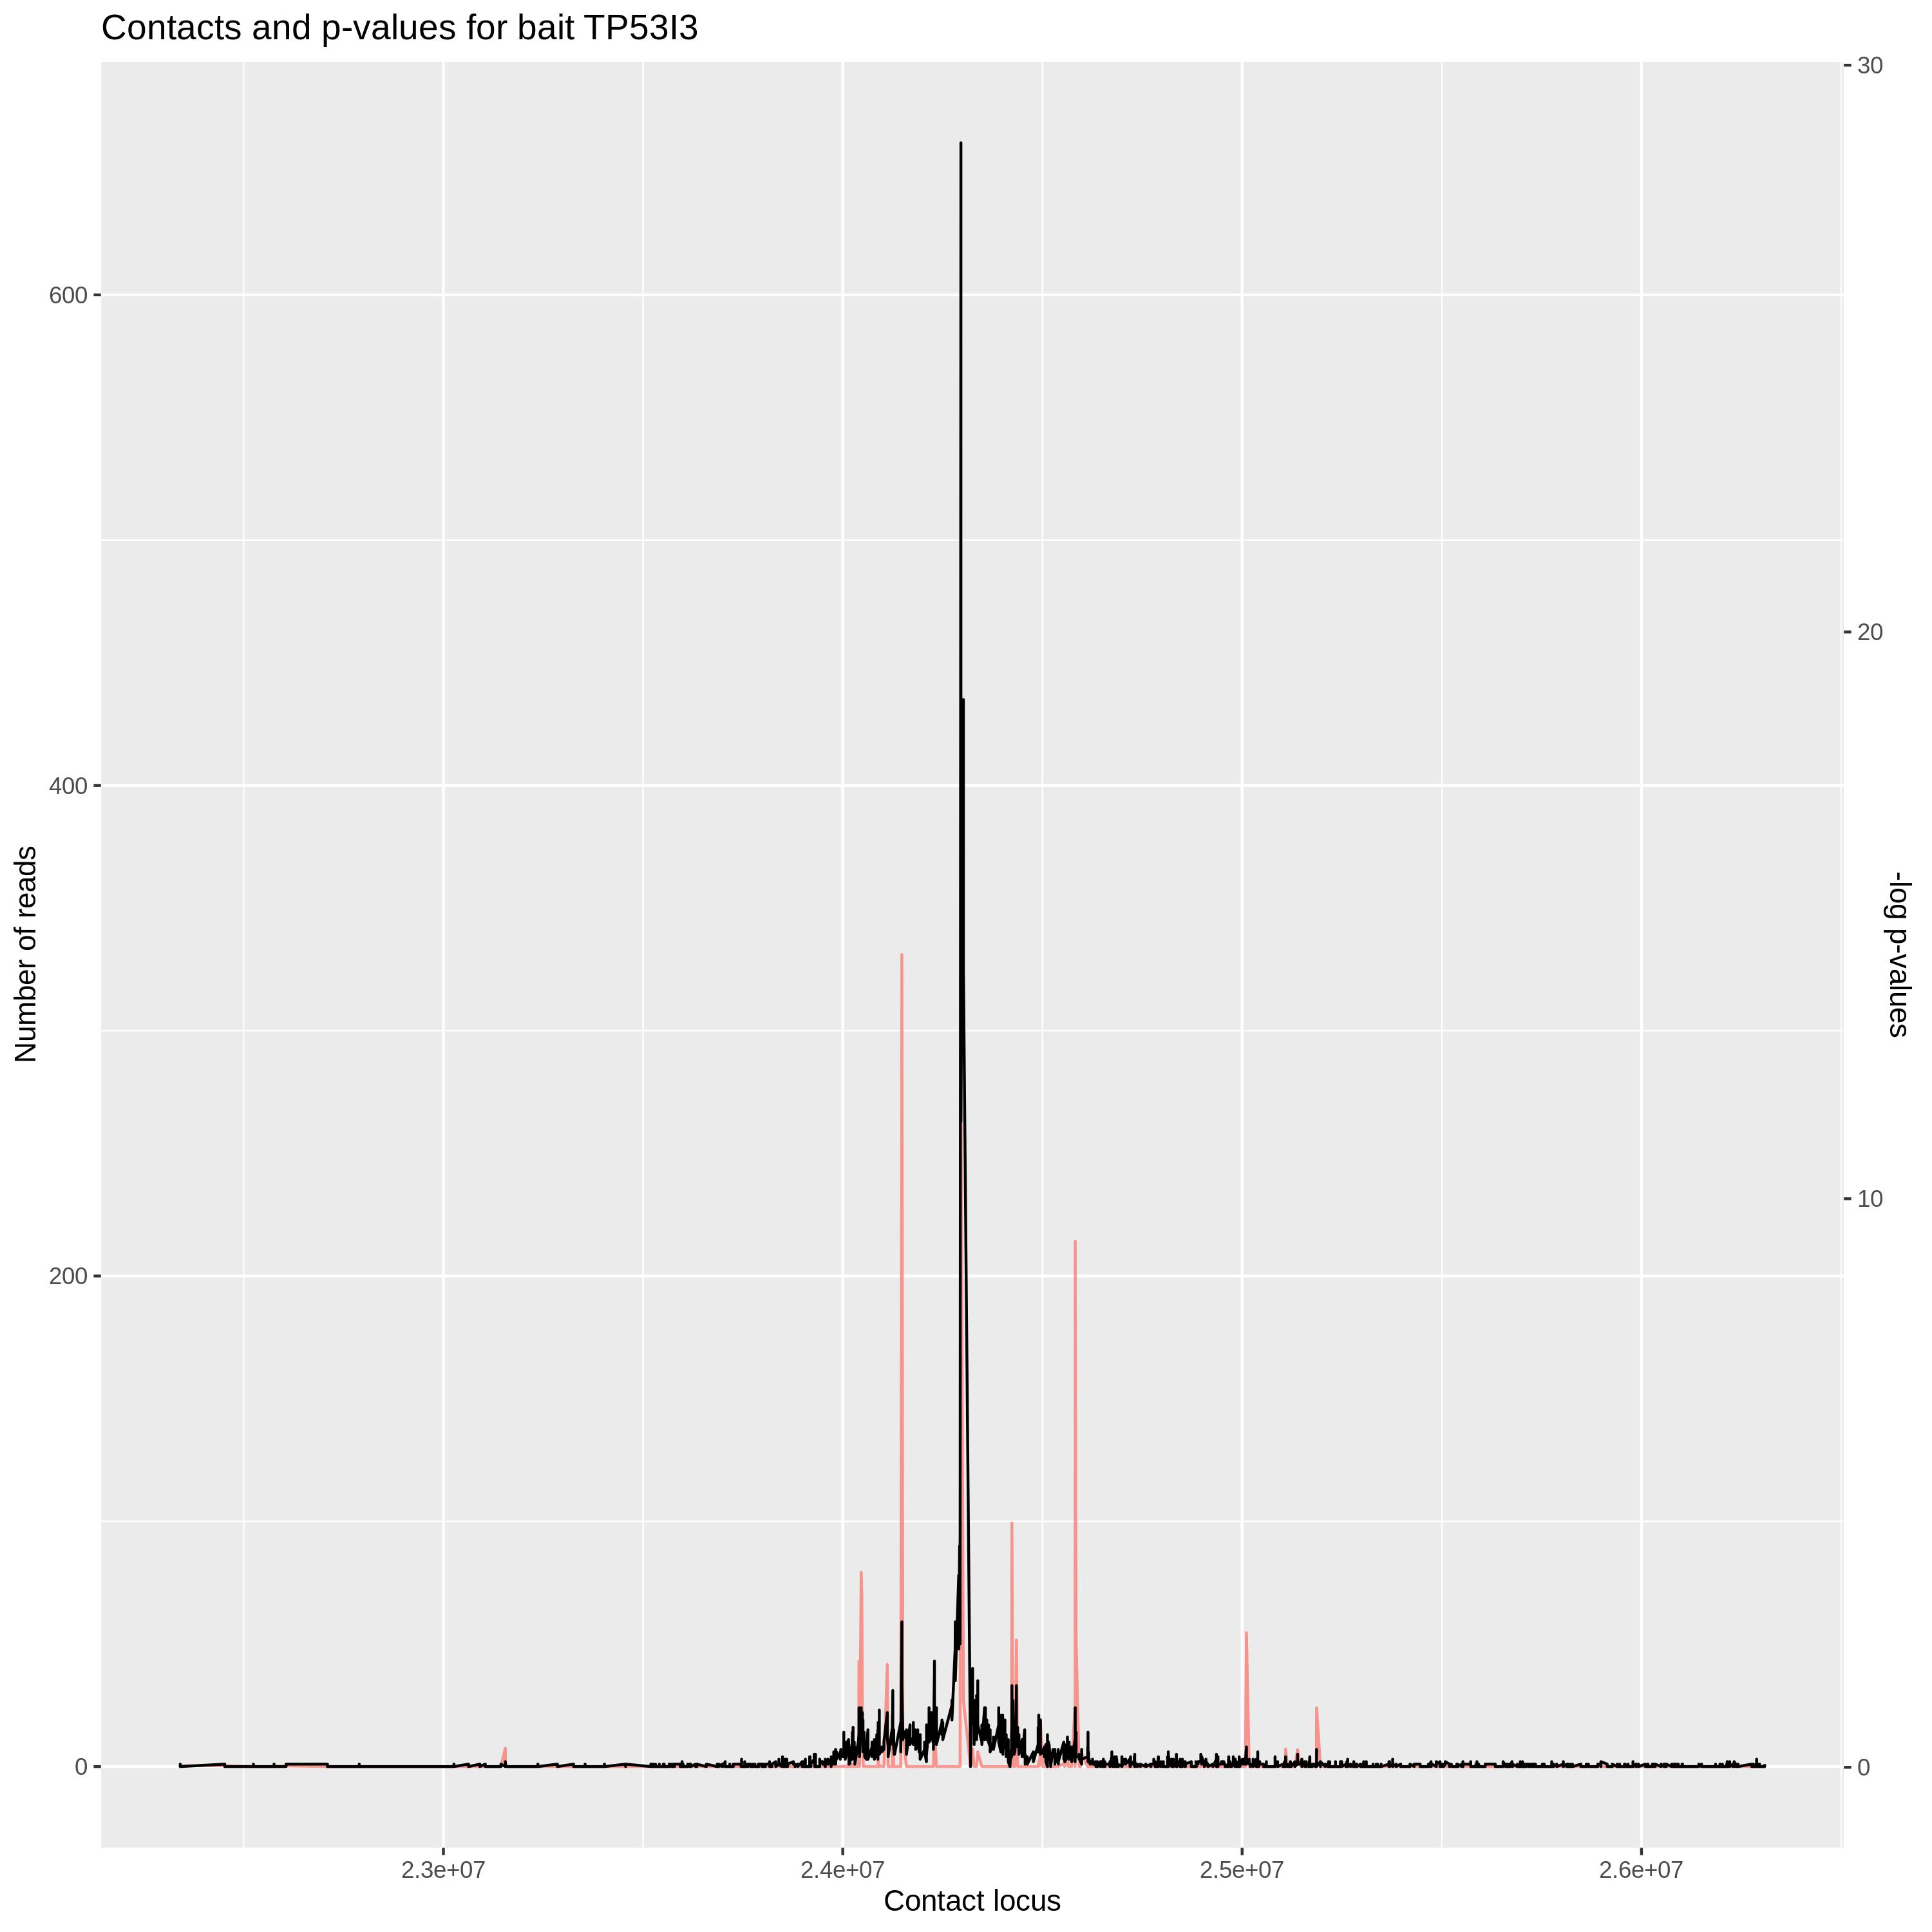 Contacts and p-values for bait TP53I3
Number of reads
600
400
200
0
30
20
10
0
-log p-values
2.3e+07
2.4e+07
2.5e+07
2.6e+07
Contact locus